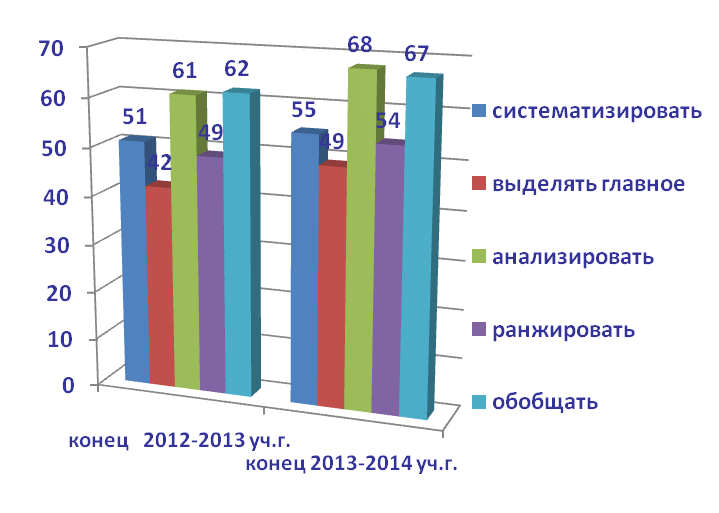 70
60
50
40
30
20
10
0
51
42
61
49
62
55
49
68
54
67
конец 2012-2013 уч.г.
конец 2013-2014 уч.г.
систематизировать
выделять главное
анализировать
ранжировать
обобщать